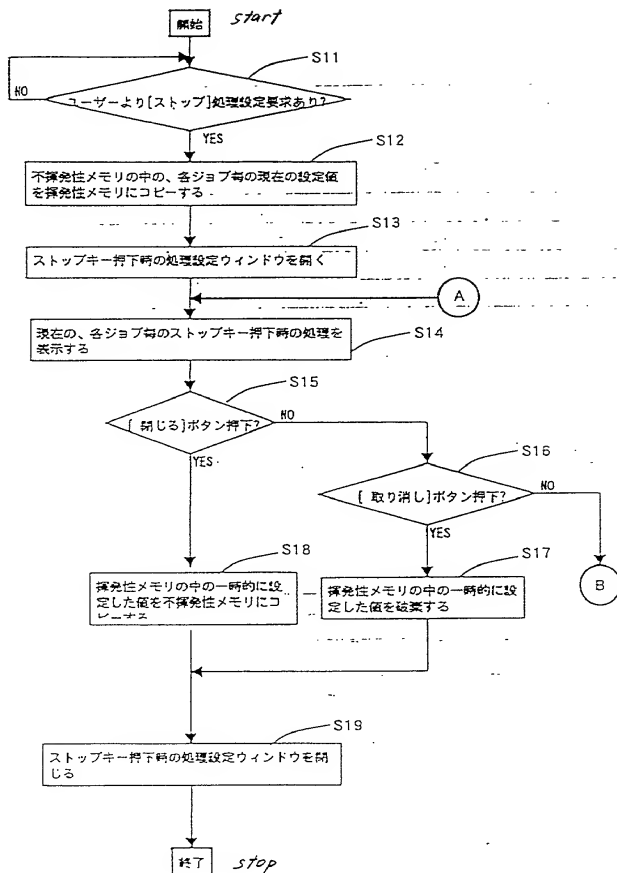 開始 start
S11
ユーザーより[ストップ]処理設定要求あり?
NO
YES
S12
不揮発性メモリの中の、各ジョブ毎の現在の設定値
を揮発性メモリにコピーする
S13
ストップキー押下時の処理設定ウィンドウを開く
A
現在の、各ジョブ毎のストップキー押下時の処理を
表示する
S14
S15
[ 閉じる]ボタン押下?
NO
YES
S16
[ 取り消し]ボタン押下?
NO
YES
S18
揮発性メモリの中の一時的に設
定した値を不揮発性メモリにコ
ピーする
S17
揮発性メモリの中の一時的に設
定した値を破棄する
B
S19
ストップキー押下時の処理設定ウィンドウを閉
じる
終了 stop